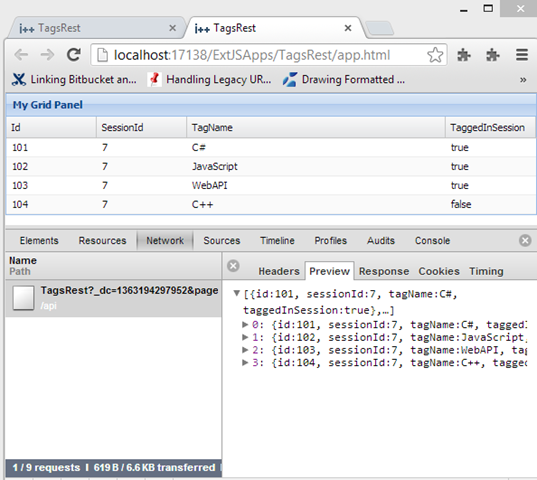 i++ TagsRest
i++ TagsRest
localhost:17138/ExtJSApps/TagsRest/app.html
Linking Bitbucket an... Handling Legacy UR... Drawing Formatted ... »
My Grid Panel
Id SessionId TagName TaggedInSession
101 7 C# true
102 7 JavaScript true
103 7 WebAPI true
104 7 C++ false
Elements Resources Network Sources Timeline Profiles Audits Console
Name
Path
TagsRest?_dc=1363194297952&page
/api
Headers Preview Response Cookies Timing
[{id:101, sessionId:7, tagName:C#,
taggedInSession:true},…]
0: {id:101, sessionId:7, tagName:C#, taggedI
1: {id:102, sessionId:7, tagName:JavaScript,
2: {id:103, sessionId:7, tagName:WebAPI, tag
3: {id:104, sessionId:7, tagName:C++, tagged
1 / 9 requests | 619 B / 6.6 KB transferred